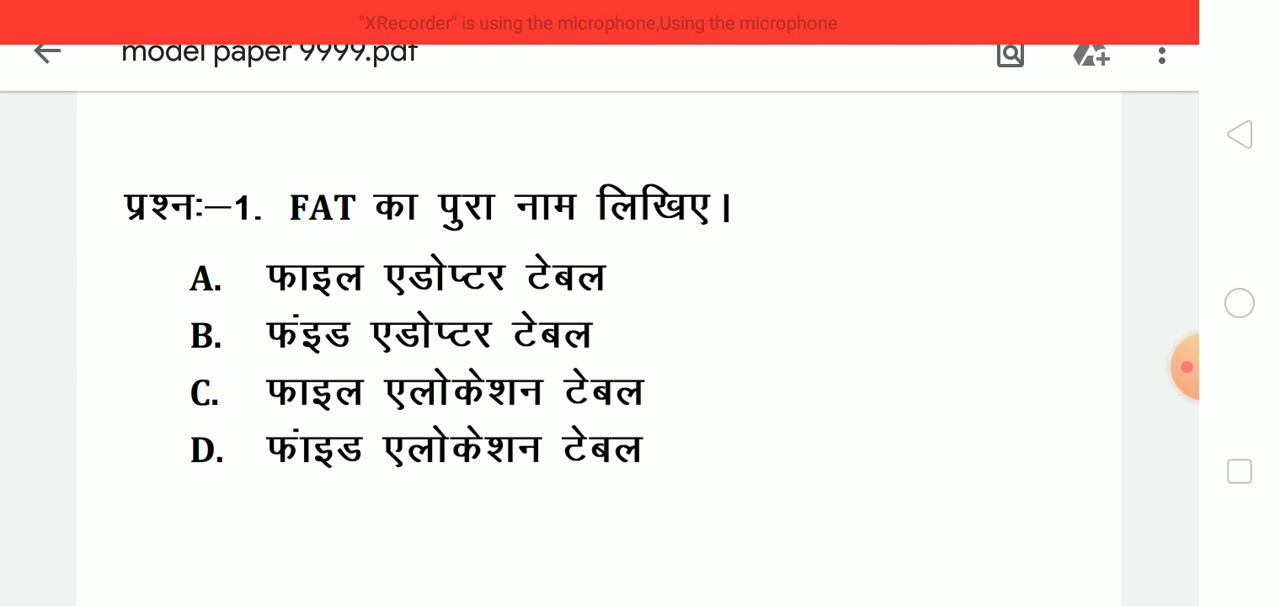 "XRecorder" is using the microphone,Using the microphone
model paper 9999.pdf
प्रश्नः–1. FAT का पुरा नाम लिखिए।
A. फाइल एडोप्टर टेबल
B. फंइड एडोप्टर टेबल
C. फाइल एलोकेशन टेबल
D. फांइड एलोकेशन टेबल